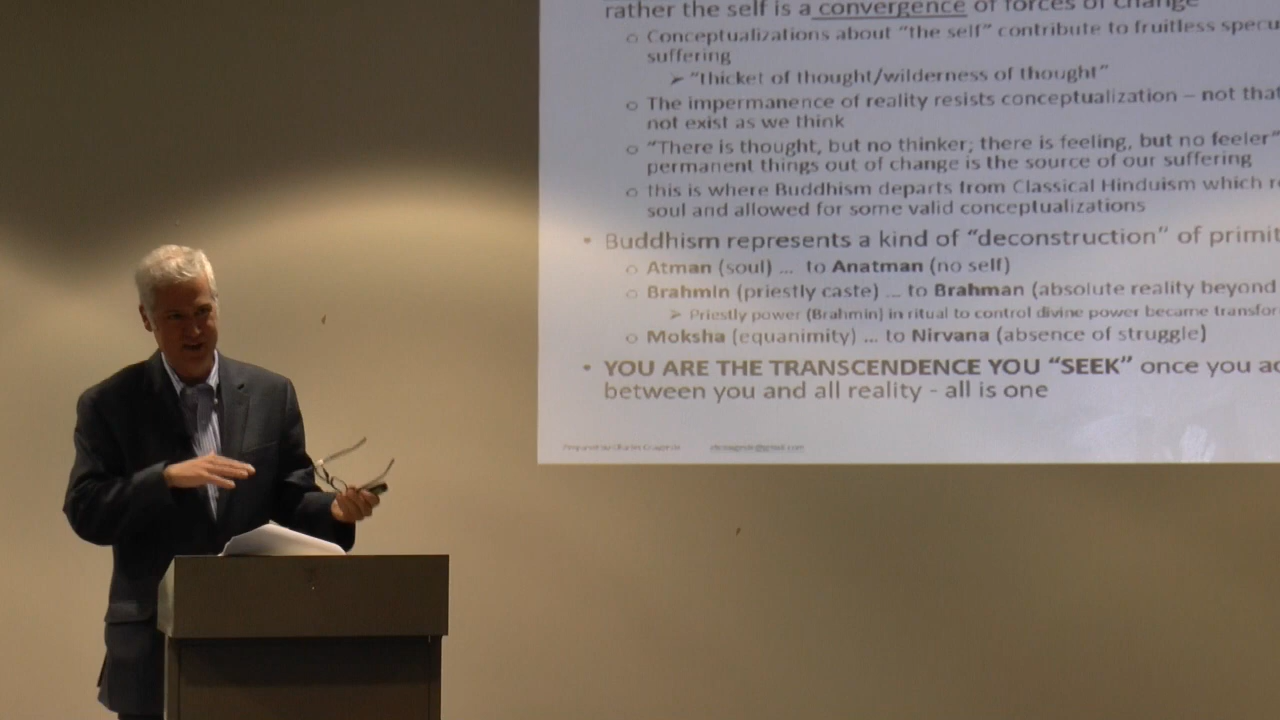 rather the self is a convergence of forces of change
o Conceptualizations about "the self" contribute to fruitless
suffering
➢ "thicket of thought/wilderness of thought"
o The impermanence of reality resists conceptualization – not that
not exist as we think
o "There is thought, but no thinker; there is feeling, but no feeler"
permanent things out of change is the source of our suffering
o this is where Buddhism departs from Classical Hinduism which
soul and allowed for some valid conceptualizations
• Buddhism represents a kind of "deconstruction" of
o Atman (soul) ... to Anatman (no self)
o Brahmin (priestly caste) ... to Brahman (absolute reality beyond
➢ Priestly power (Brahmin) in ritual to control divine power became
o Moksha (equanimity) ... to Nirvana (absence of struggle)
• YOU ARE THE TRANSCENDENCE YOU "SEEK" once you
between you and all reality - all is one